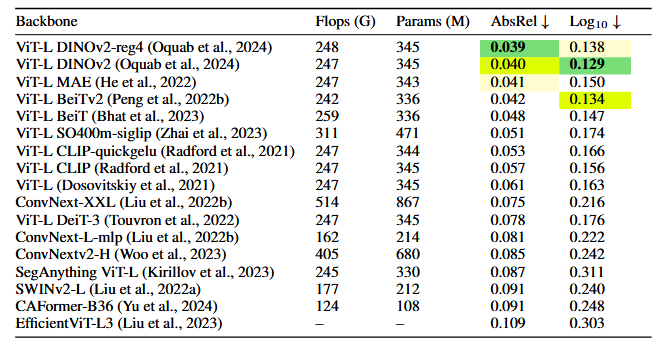 Backbone Flops (G) Params (M) AbsRel ↓ Log10 ↓
ViT-L DINOv2-reg4 (Oquab et al., 2024) 248 345 0.039 0.138
ViT-L DINOv2 (Oquab et al., 2024) 247 345 0.040 0.129
ViT-L MAE (He et al., 2022) 247 343 0.041 0.150
ViT-L BeiTv2 (Peng et al., 2022b) 242 336 0.042 0.134
ViT-L BeiT (Bhat et al., 2023) 259 336 0.048 0.147
ViT-L SO400m-siglip (Zhai et al., 2023) 311 471 0.051 0.174
ViT-L CLIP-quickgelu (Radford et al., 2021) 247 344 0.053 0.166
ViT-L CLIP (Radford et al., 2021) 247 345 0.057 0.156
ViT-L (Dosovitskiy et al., 2021) 247 345 0.061 0.163
ConvNext-XXL (Liu et al., 2022b) 514 867 0.075 0.216
ViT-L DeiT-3 (Touvron et al., 2022) 247 345 0.078 0.176
ConvNext-L-mlp (Liu et al., 2022b) 162 214 0.081 0.222
ConvNextv2-H (Woo et al., 2023) 405 680 0.085 0.242
SegAnything ViT-L (Kirillov et al., 2023) 245 330 0.087 0.311
SWINv2-L (Liu et al., 2022a) 177 212 0.091 0.240
CAFormer-B36 (Yu et al., 2024) 124 108 0.091 0.248
EfficientViT-L3 (Liu et al., 2023) – – 0.109 0.303